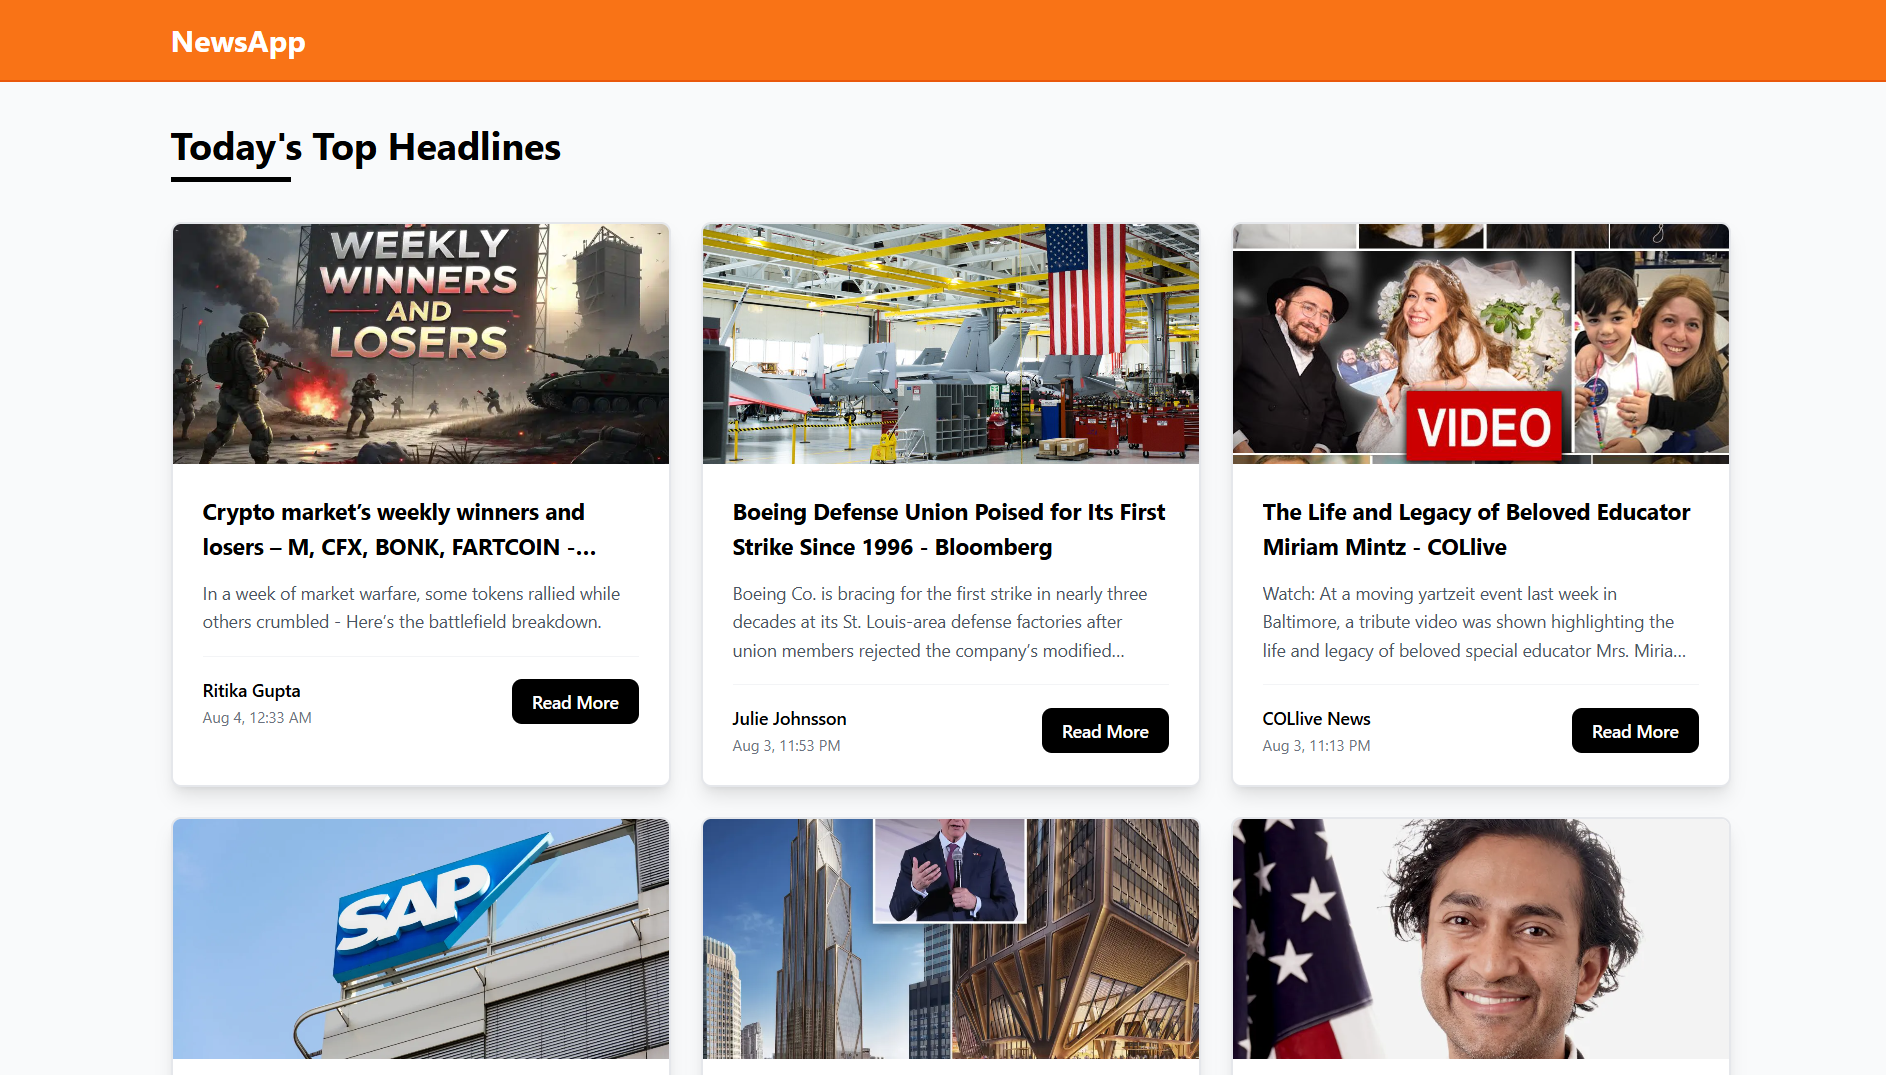 NewsApp
Today's Top Headlines
WEEKLY
WINNERS
AND
LOSERS
VIDEO
Crypto market’s weekly winners and
losers – M, CFX, BONK, FARTCOIN -…
In a week of market warfare, some tokens rallied while
others crumbled - Here’s the battlefield breakdown.
Ritika Gupta
Aug 4, 12:33 AM
Read More
Boeing Defense Union Poised for Its First
Strike Since 1996 - Bloomberg
Boeing Co. is bracing for the first strike in nearly three
decades at its St. Louis-area defense factories after
union members rejected the company’s modified…
Julie Johnsson
Aug 3, 11:53 PM
Read More
The Life and Legacy of Beloved Educator
Miriam Mintz - COLlive
Watch: At a moving yartzeit event last week in
Baltimore, a tribute video was shown highlighting the
life and legacy of beloved special educator Mrs. Miria…
COLlive News
Aug 3, 11:13 PM
Read More
SAP